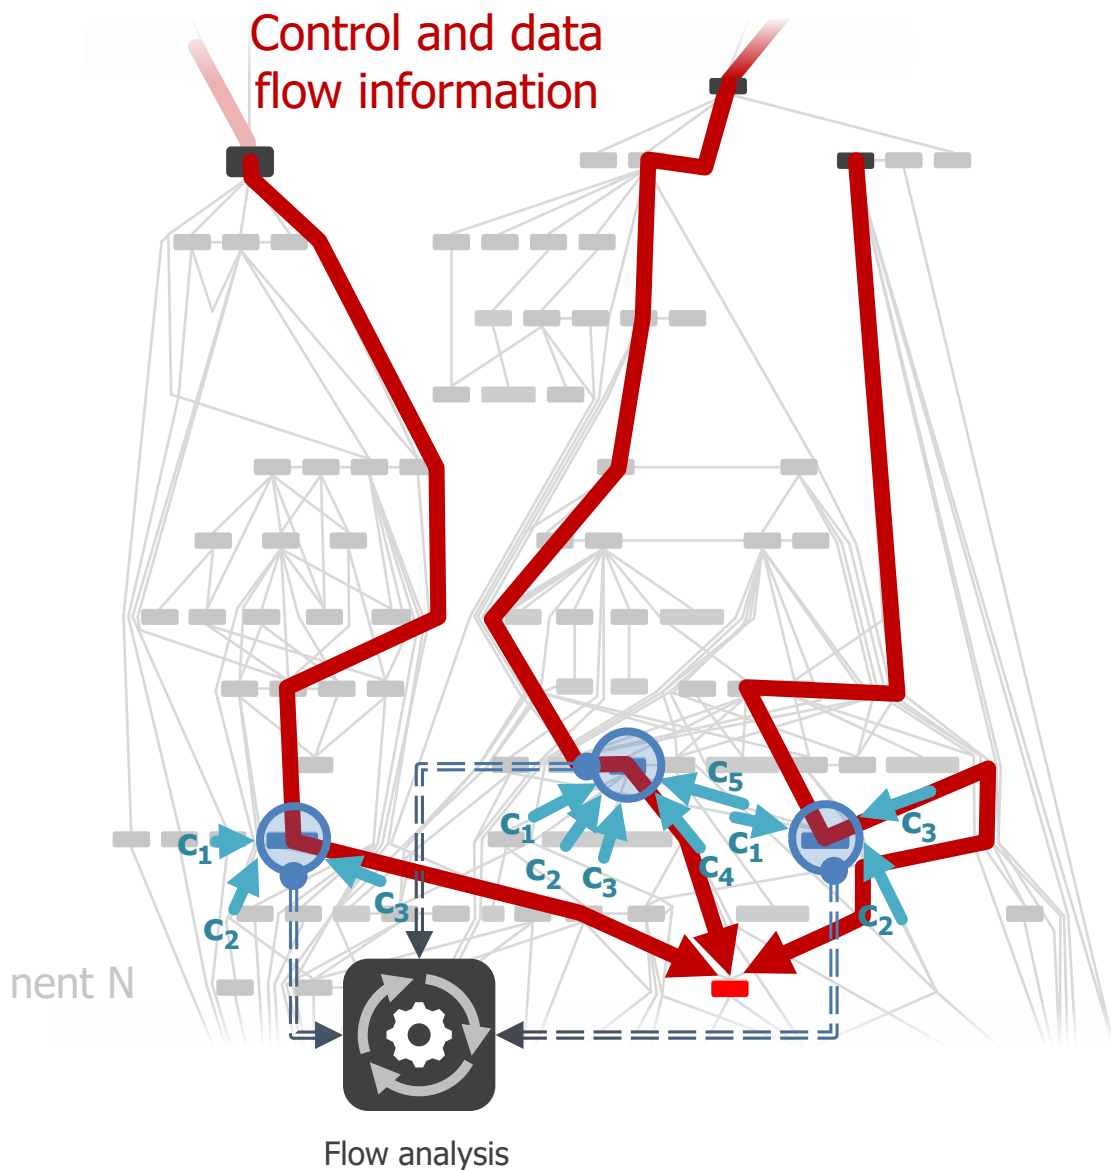 Control and data
flow information
c5
c1
c1
c3
c1
c2
c3
c4
c2
c3
c2
nent N
Flow analysis